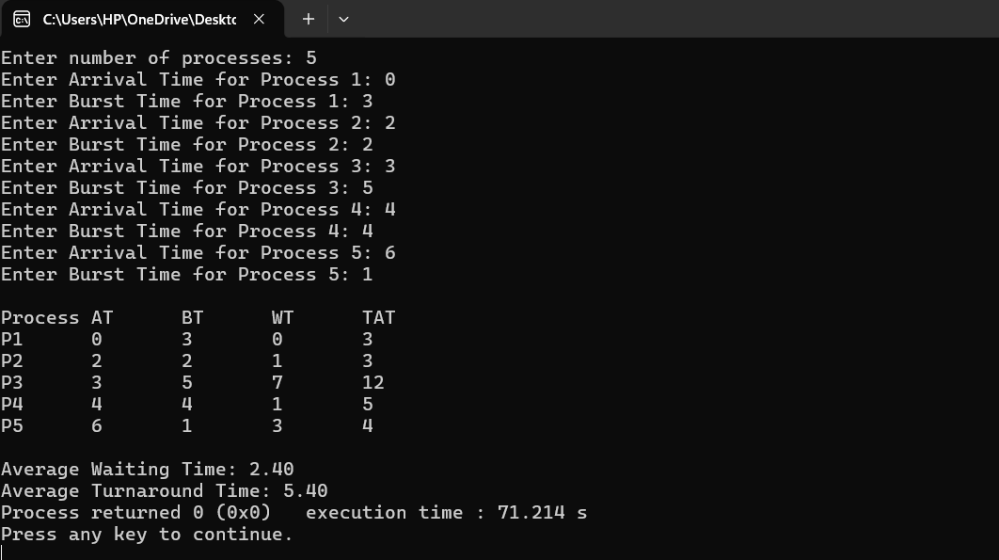 C:\Users\HP\OneDrive\Deskto
Enter number of processes: 5
Enter Arrival Time for Process 1: 0
Enter Burst Time for Process 1: 3
Enter Arrival Time for Process 2: 2
Enter Burst Time for Process 2: 2
Enter Arrival Time for Process 3: 3
Enter Burst Time for Process 3: 5
Enter Arrival Time for Process 4: 4
Enter Burst Time for Process 4: 4
Enter Arrival Time for Process 5: 6
Enter Burst Time for Process 5: 1
Process AT BT WT TAT
P1 0 3 0 3
P2 2 2 1 3
P3 3 5 7 12
P4 4 4 1 5
P5 6 1 3 4
Average Waiting Time: 2.40
Average Turnaround Time: 5.40
Process returned 0 (0x0) execution time : 71.214 s
Press any key to continue.